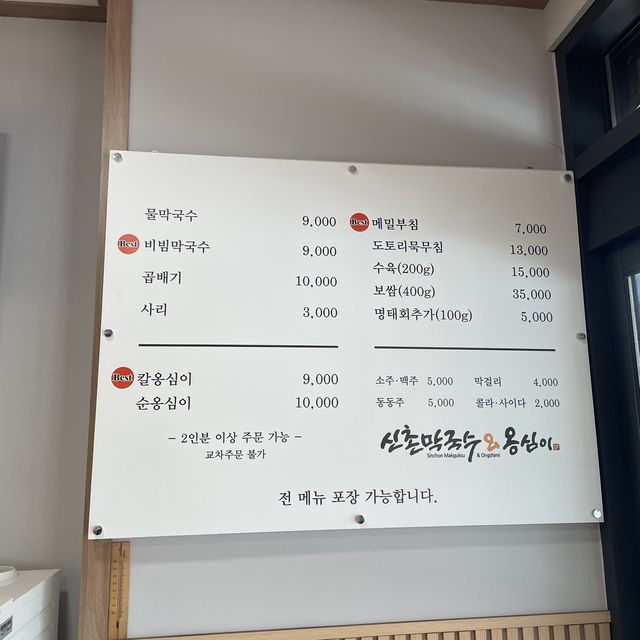 물막국수 9,000
Best 비빔막국수 9,000
곱배기 10,000
사리 3,000
Best 칼옹심이 9,000
순옹심이 10,000
- 2인분 이상 주문 가능 -
교차주문 불가
Best 메밀부침 7,000
도토리묵무침 13,000
수육(200g) 15,000
보쌈(400g) 35,000
명태회추가(100g) 5,000
소주·맥주 5,000 막걸리 4,000
동동주 5,000 콜라·사이다 2,000
신촌막국수&옹심이
Sinchon Makguksu & Ongshimi
전 메뉴 포장 가능합니다.